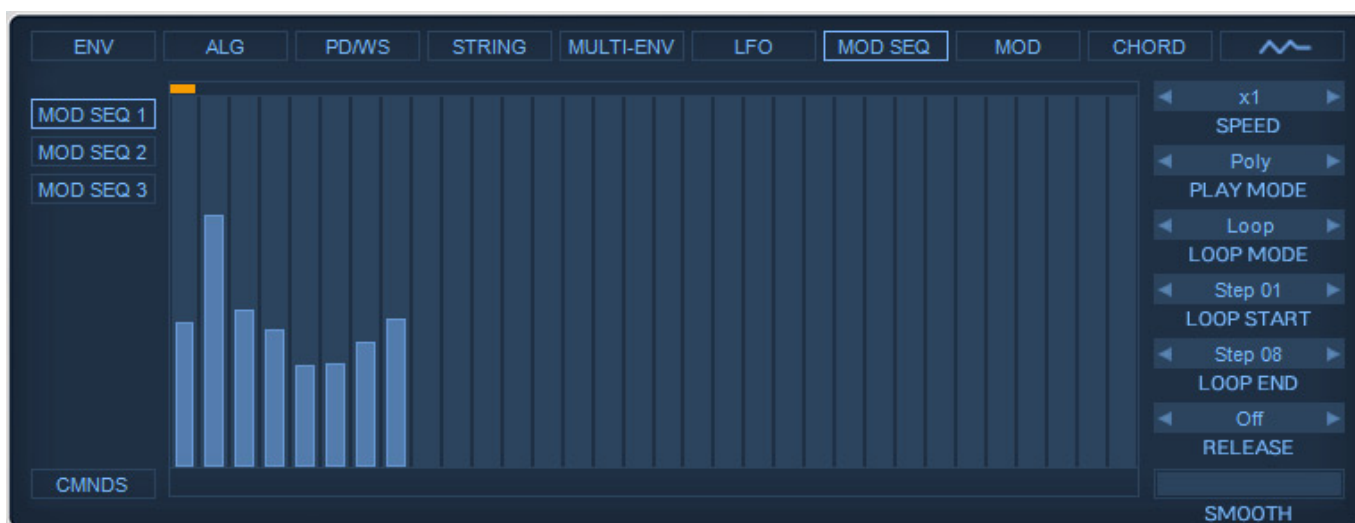 ENV ALG PD/WS STRING MULTI-ENV LFO MOD SEQ MOD CHORD
MOD SEQ 1
MOD SEQ 2
MOD SEQ 3
CMNDS
x1
SPEED
Poly
PLAY MODE
Loop
LOOP MODE
Step 01
LOOP START
Step 08
LOOP END
Off
RELEASE
SMOOTH